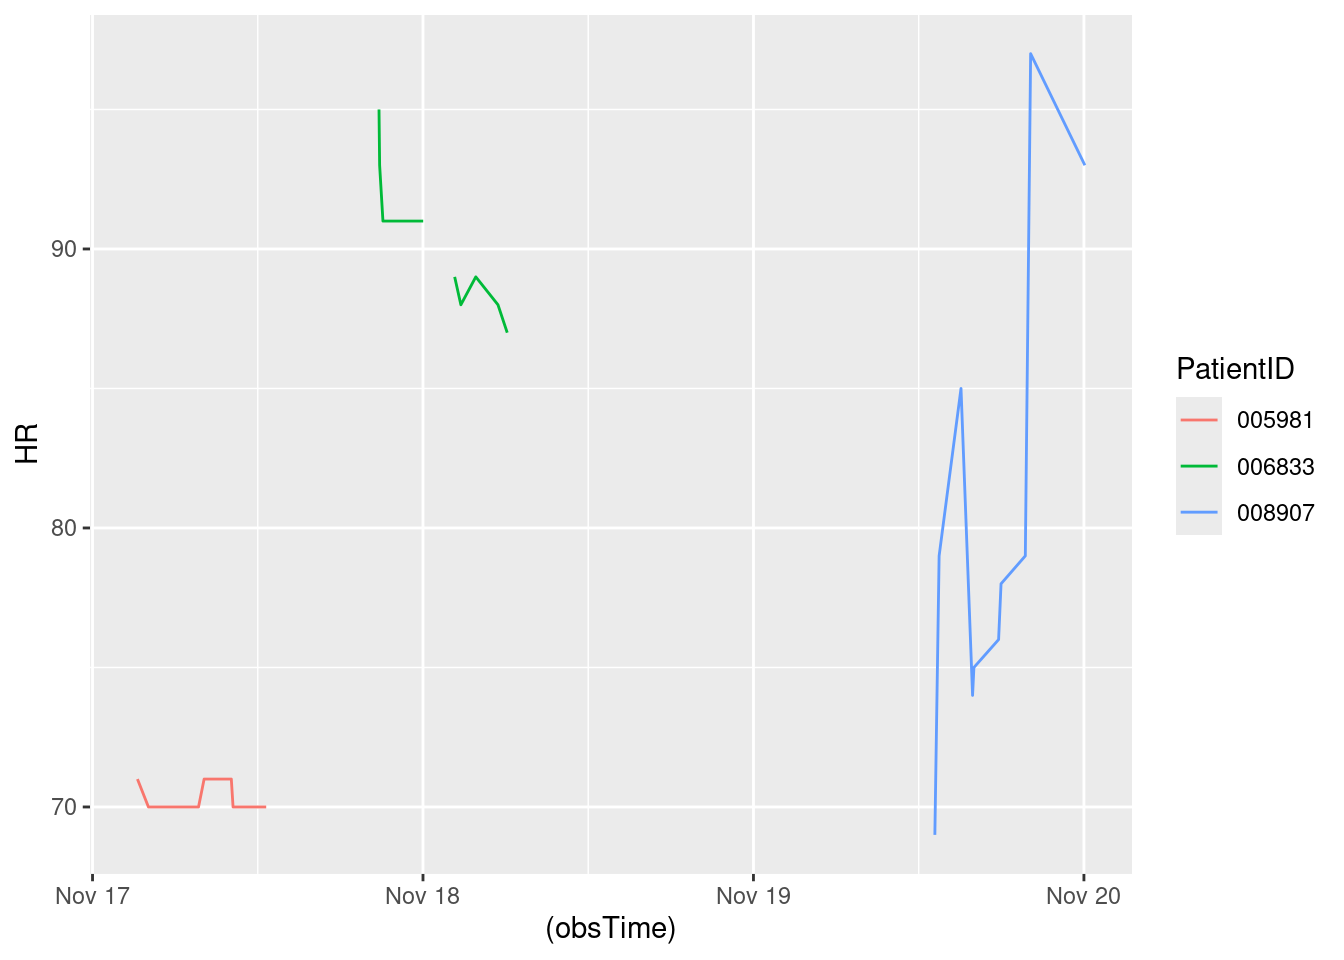 HR
90
80
70
Nov 17
Nov 18
Nov 19
Nov 20
(obsTime)
PatientID
005981
006833
008907